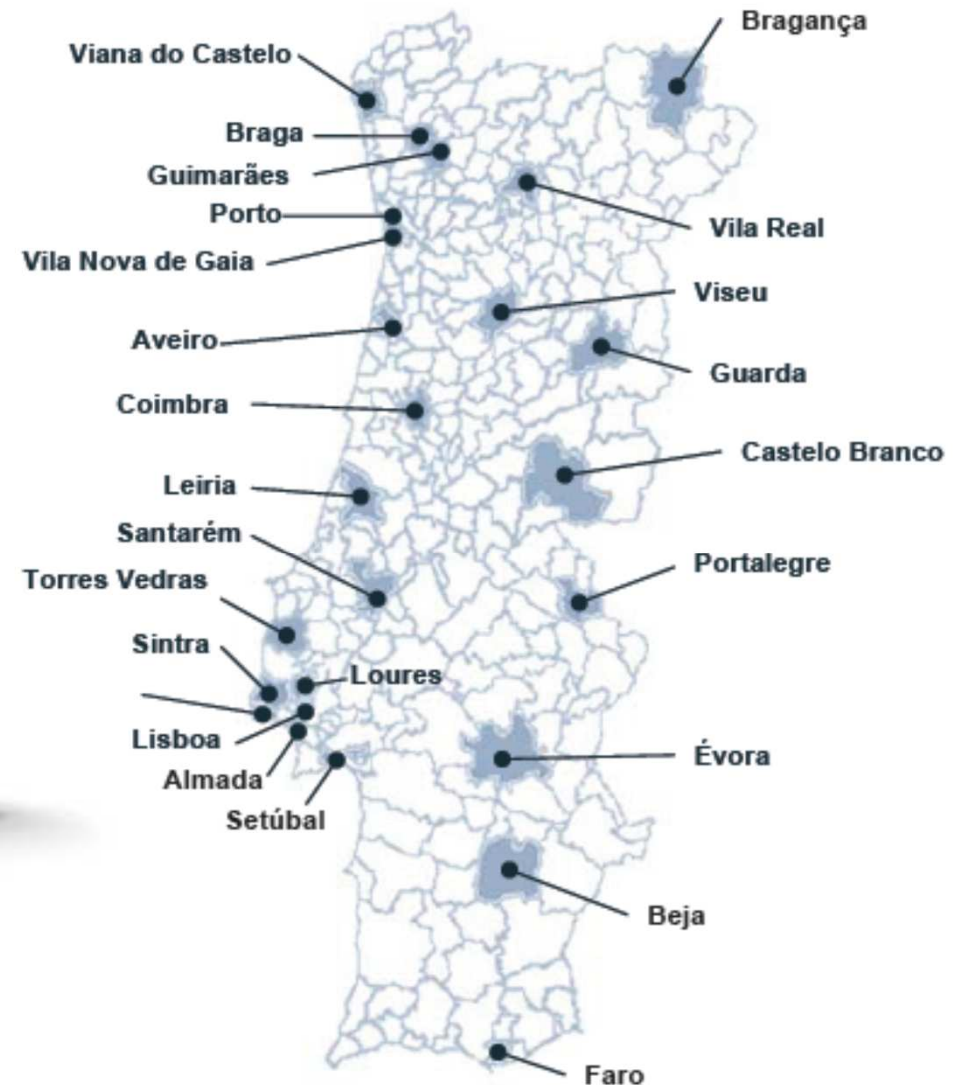 Bragança
Viana do Castelo
Braga
Guimarães
Porto
Vila Real
Vila Nova de Gaia
Viseu
Aveiro
Guarda
Coimbra
Castelo Branco
Leiria
Santarém
Portalegre
Torres Vedras
Sintra
Loures
Lisboa
Évora
Almada
Setúbal
Beja
Faro